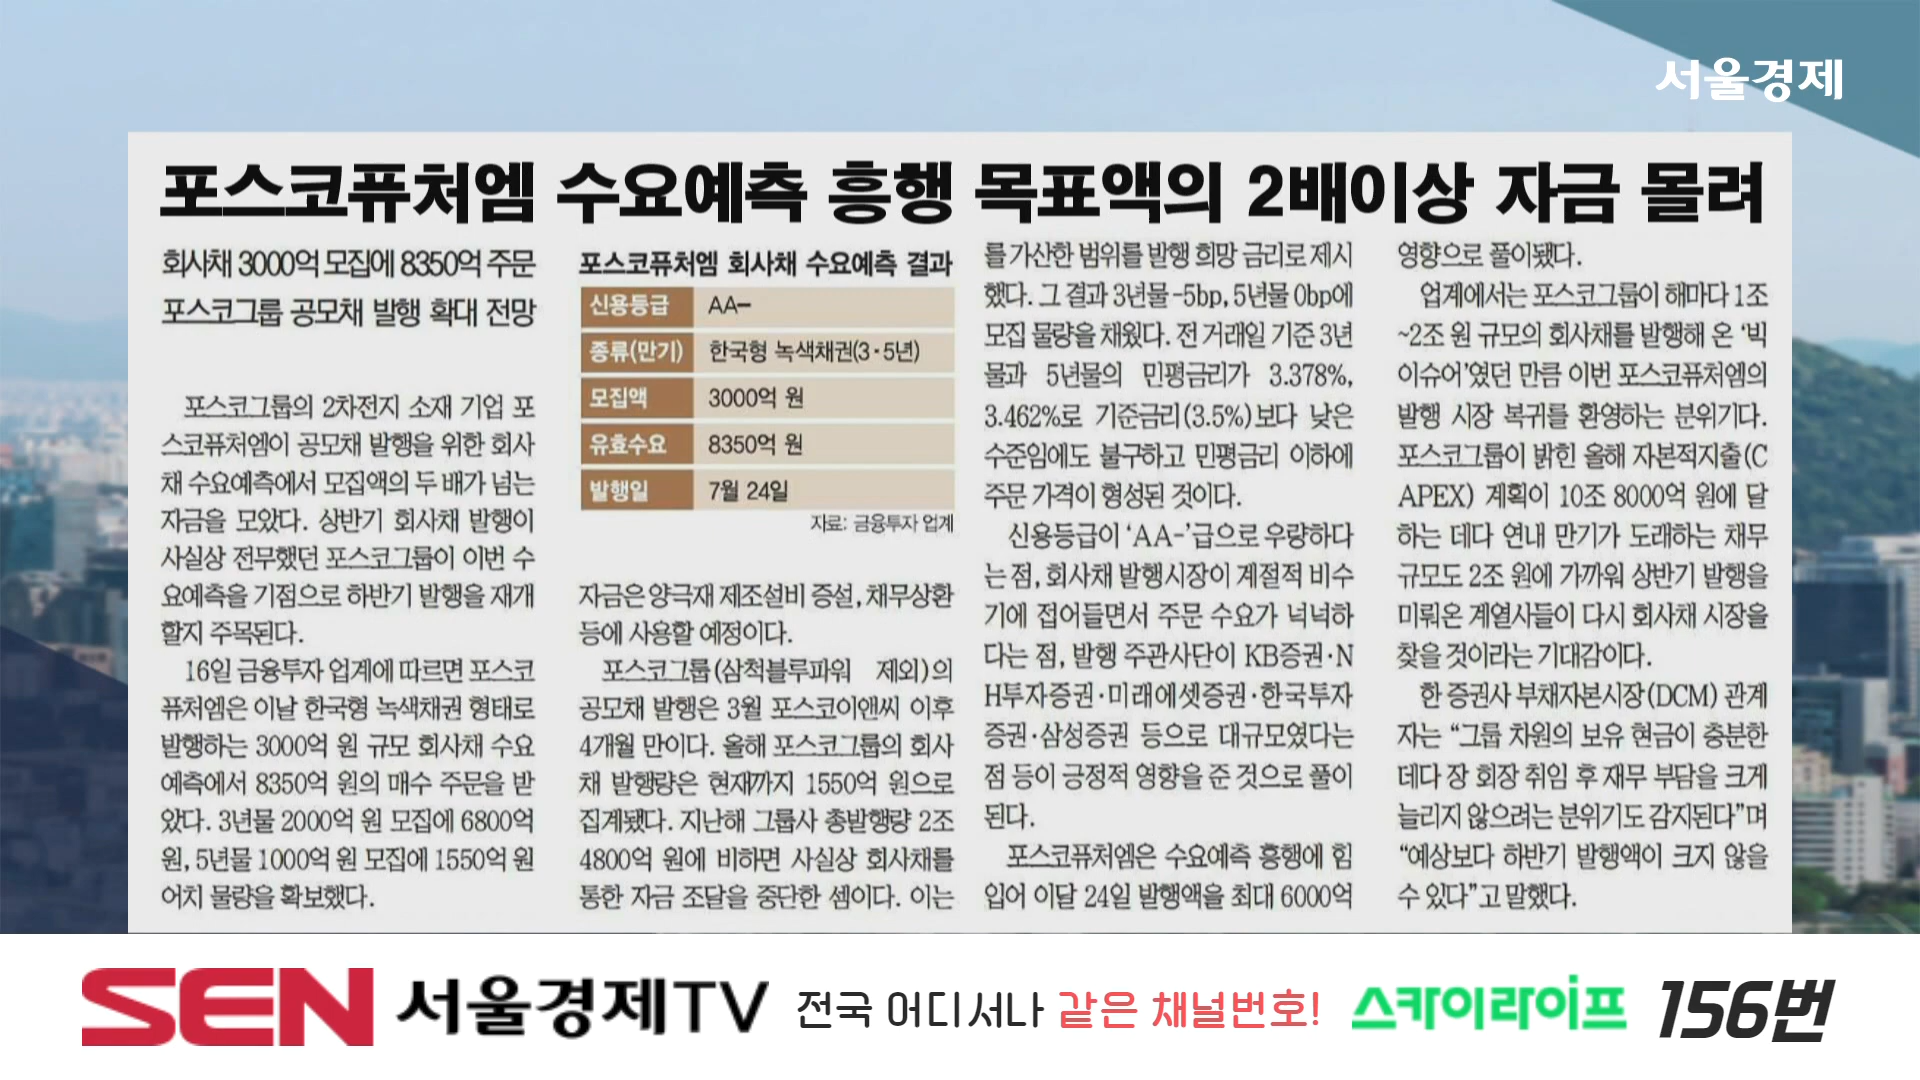 서울경제
포스코퓨처엠 수요예측 흥행 목표액의 2배이상 자금 몰려
회사채 3000억 모집에 8350억 주문
포스코그룹 공모채 발행 확대 전망
포스코그룹의 2차전지 소재 기업 포
스코퓨처엠이 공모채 발행을 위한 회사
채 수요예측에서 모집액의 두 배가 넘는
자금을 모았다. 상반기 회사채 발행이
사실상 전무했던 포스코그룹이 이번 수
요예측을 기점으로 하반기 발행을 재개
할지 주목된다.
16일 금융투자 업계에 따르면 포스코
퓨처엠은 이날 한국형 녹색채권 형태로
발행하는 3000억 원 규모 회사채 수요
예측에서 8350억 원의 매수 주문을 받
았다. 3년물 2000억 원 모집에 6800억
원, 5년물 1000억 원 모집에 1550억 원
어치 물량을 확보했다.
포스코퓨처엠 회사채 수요예측 결과
신용등급 AA-
종류(만기) 한국형 녹색채권(3·5년)
모집액 3000억 원
유효수요 8350억 원
발행일 7월 24일
자료: 금융투자 업계
자금은 양극재 제조설비 증설, 채무상환
등에 사용할 예정이다.
포스코그룹(삼척블루파워 제외)의
공모채 발행은 3월 포스코이앤씨 이후
4개월 만이다. 올해 포스코그룹의 회사
채 발행량은 현재까지 1550억 원으로
집계됐다. 지난해 그룹사 총발행량 2조
4800억 원에 비하면 사실상 회사채를
통한 자금 조달을 중단한 셈이다. 이는
를 가산한 범위를 발행 희망 금리로 제시
했다. 그 결과 3년물 -5bp, 5년물 0bp에
모집 물량을 채웠다. 전 거래일 기준 3년
물과 5년물의 민평금리가 3.378%,
3.462%로 기준금리(3.5%)보다 낮은
수준임에도 불구하고 민평금리 이하에
주문 가격이 형성된 것이다.
신용등급이 ‘AA-’급으로 우량하다
는 점, 회사채 발행시장이 계절적 비수
기에 접어들면서 주문 수요가 넉넉하
다는 점, 발행 주관사단이 KB증권·N
H투자증권·미래에셋증권·한국투자
증권·삼성증권 등으로 대규모였다는
점 등이 긍정적 영향을 준 것으로 풀이
된다.
포스코퓨처엠은 수요예측 흥행에 힘
입어 이달 24일 발행액을 최대 6000억
영향으로 풀이됐다.
업계에서는 포스코그룹이 해마다 1조
~2조 원 규모의 회사채를 발행해 온 ‘빅
이슈어’였던 만큼 이번 포스코퓨처엠의
발행 시장 복귀를 환영하는 분위기다.
포스코그룹이 밝힌 올해 자본적지출(C
APEX) 계획이 10조 8000억 원에 달
하는 데다 연내 만기가 도래하는 채무
규모도 2조 원에 가까워 상반기 발행을
미뤄온 계열사들이 다시 회사채 시장을
찾을 것이라는 기대감이다.
한 증권사 부채자본시장(DCM) 관계
자는 “그룹 차원의 보유 현금이 충분한
데다 장 회장 취임 후 재무 부담을 크게
늘리지 않으려는 분위기도 감지된다”며
“예상보다 하반기 발행액이 크지 않을
수 있다”고 말했다.
SEN 서울경제TV 전국 어디서나 같은 채널번호! 스카이라이프 156번